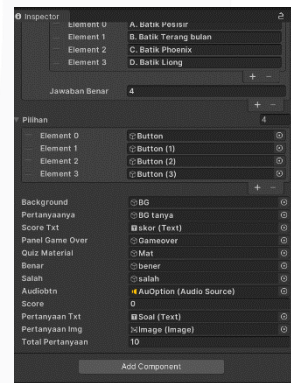 Inspector
Element 0 A. Batik Pesisir
Element 1 B. Batik Terang bulan
Element 2 C. Batik Phoenix
Element 3 D. Batik Liong
+ -
Jawaban Benar 4
+ -
Pilihan 4
Element 0 Button
Element 1 Button (1)
Element 2 Button (2)
Element 3 Button (3)
+ -
Background BG
Pertanyaanya BG tanya
Score Txt skor (Text)
Panel Game Over Gameover
Quiz Material Mat
Benar bener
Salah salah
Audiobtn AuOption (Audio Source)
Score 0
Pertanyaan Txt Soal (Text)
Pertanyaan Img Image (Image)
Total Pertanyaan 10
Add Component